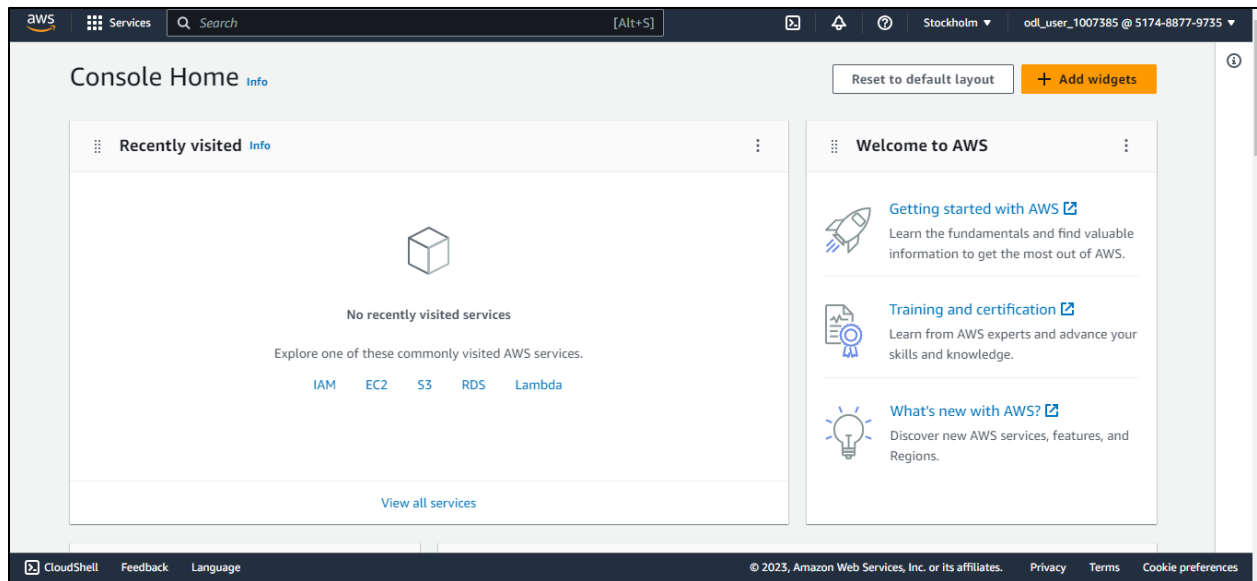 aws
Services
Search
[Alt+S]
Stockholm
odl_user_1007385 @ 5174-8877-9735
Console Home Info
Reset to default layout
Add widgets
Recently visited Info
No recently visited services
Explore one of these commonly visited AWS services.
IAM EC2 S3 RDS Lambda
View all services
Welcome to AWS
Getting started with AWS
Learn the fundamentals and find valuable
information to get the most out of AWS.
Training and certification
Learn from AWS experts and advance your
skills and knowledge.
What's new with AWS?
Discover new AWS services, features, and
Regions.
CloudShell Feedback Language
© 2023, Amazon Web Services, Inc. or its affiliates. Privacy Terms Cookie preferences